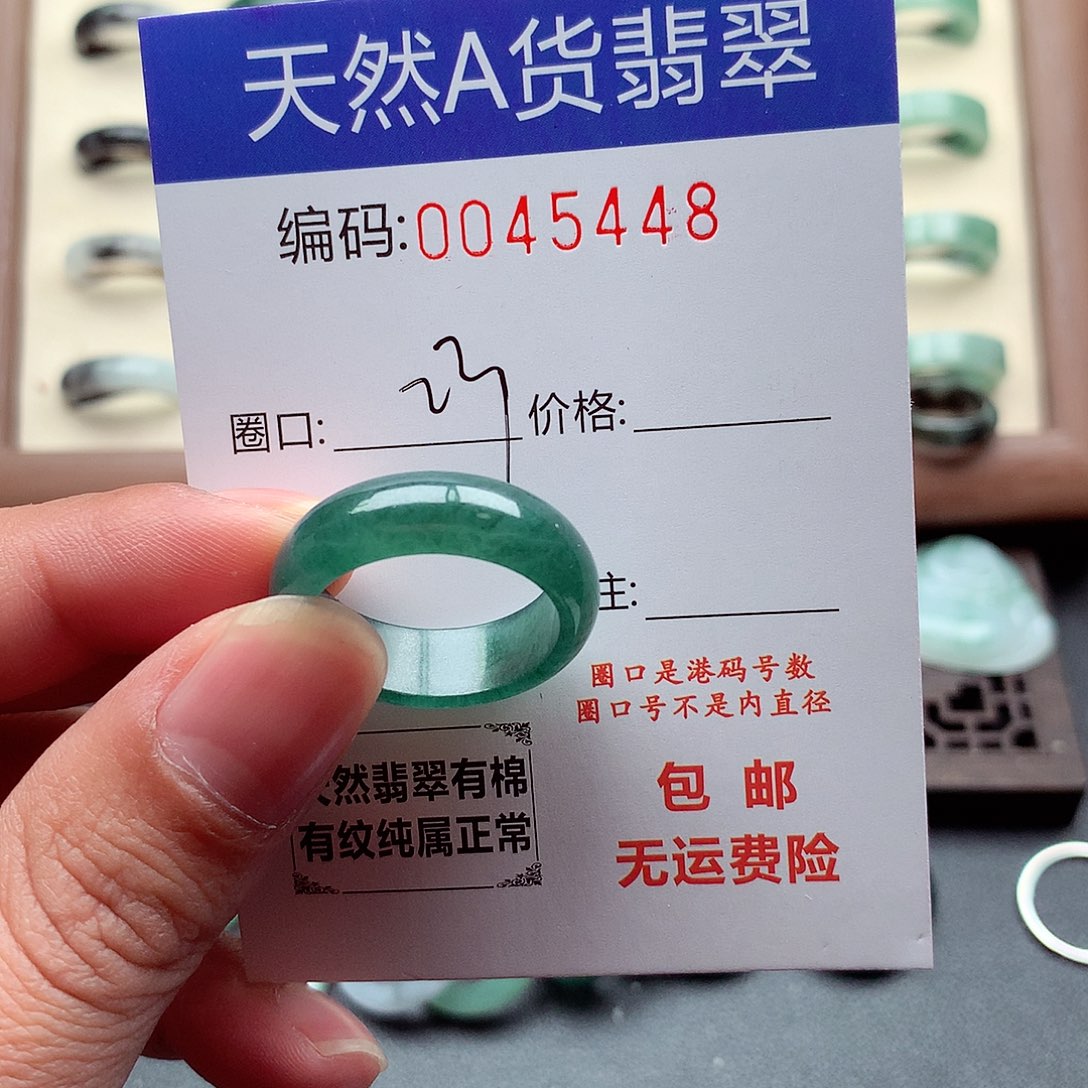 天然A货翡翠
编码:0045448
圈口: 23 价格:
主:
圈口是港码号数
圈口号不是内直径
然翡翠有棉
有纹纯属正常
包 邮
无运费险